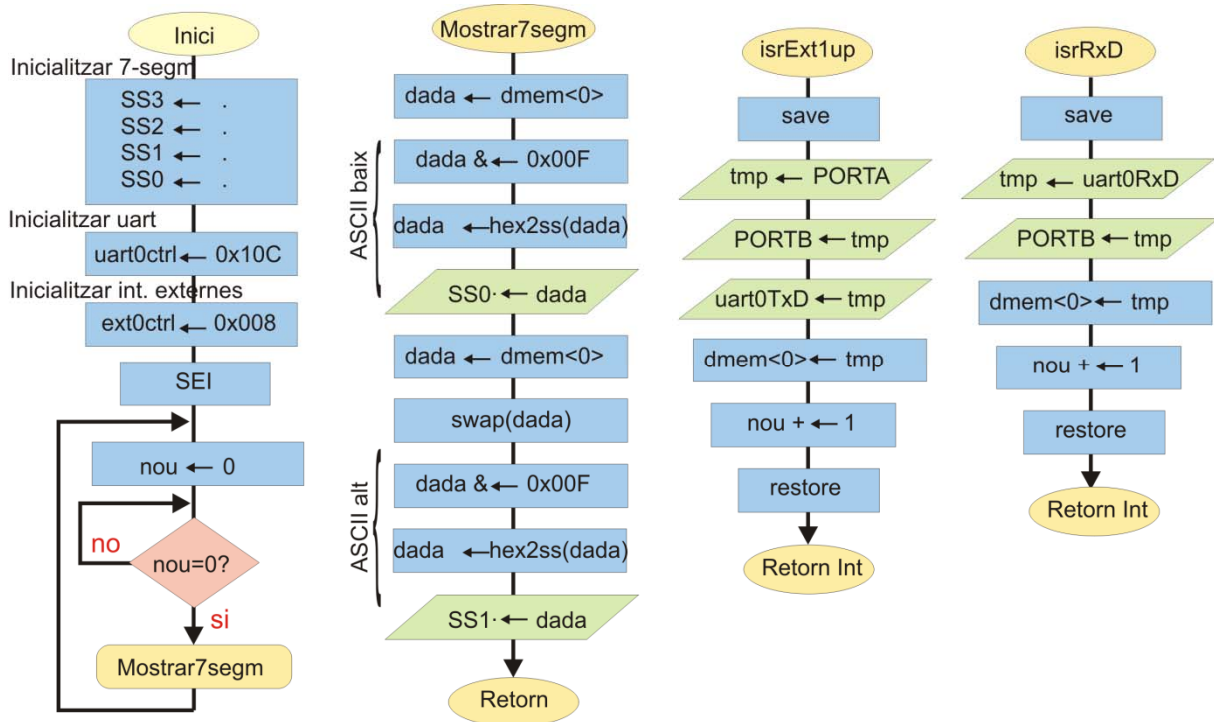 Inici
Inicialitzar 7-segm
SS3 ← .
SS2 ← .
SS1 ← .
SS0 ← .
Inicialitzar uart
uart0ctrl ← 0x10C
Inicialitzar int. externes
ext0ctrl ← 0x008
SEI
nou ← 0
no
nou=0?
si
Mostrar7segm
Mostrar7segm
dada ← dmem<0>
ASCII baix
dada & ← 0x00F
dada ←hex2ss(dada)
SS0· ← dada
dada ← dmem<0>
swap(dada)
ASCII alt
dada & ← 0x00F
dada ←hex2ss(dada)
SS1· ← dada
Retorn
isrExt1up
save
tmp ← PORTA
PORTB ← tmp
uart0TxD ← tmp
dmem<0> ← tmp
nou + ← 1
restore
Retorn Int
isrRxD
save
tmp ← uart0RxD
PORTB ← tmp
dmem<0> ← tmp
nou + ← 1
restore
Retorn Int